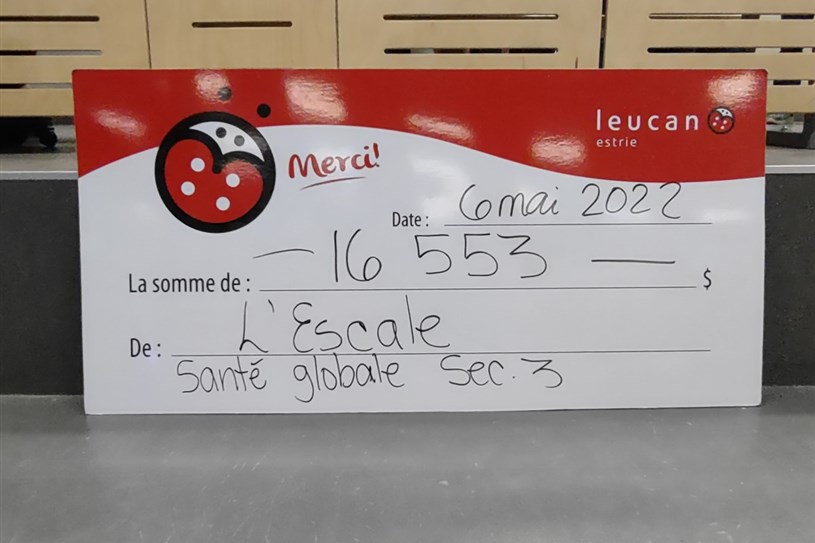 leucan
estrie
Merci!
Date : 6 mai 2022
La somme de : — 16 553 — $
De : L'Escale
Santé globale Sec. 3